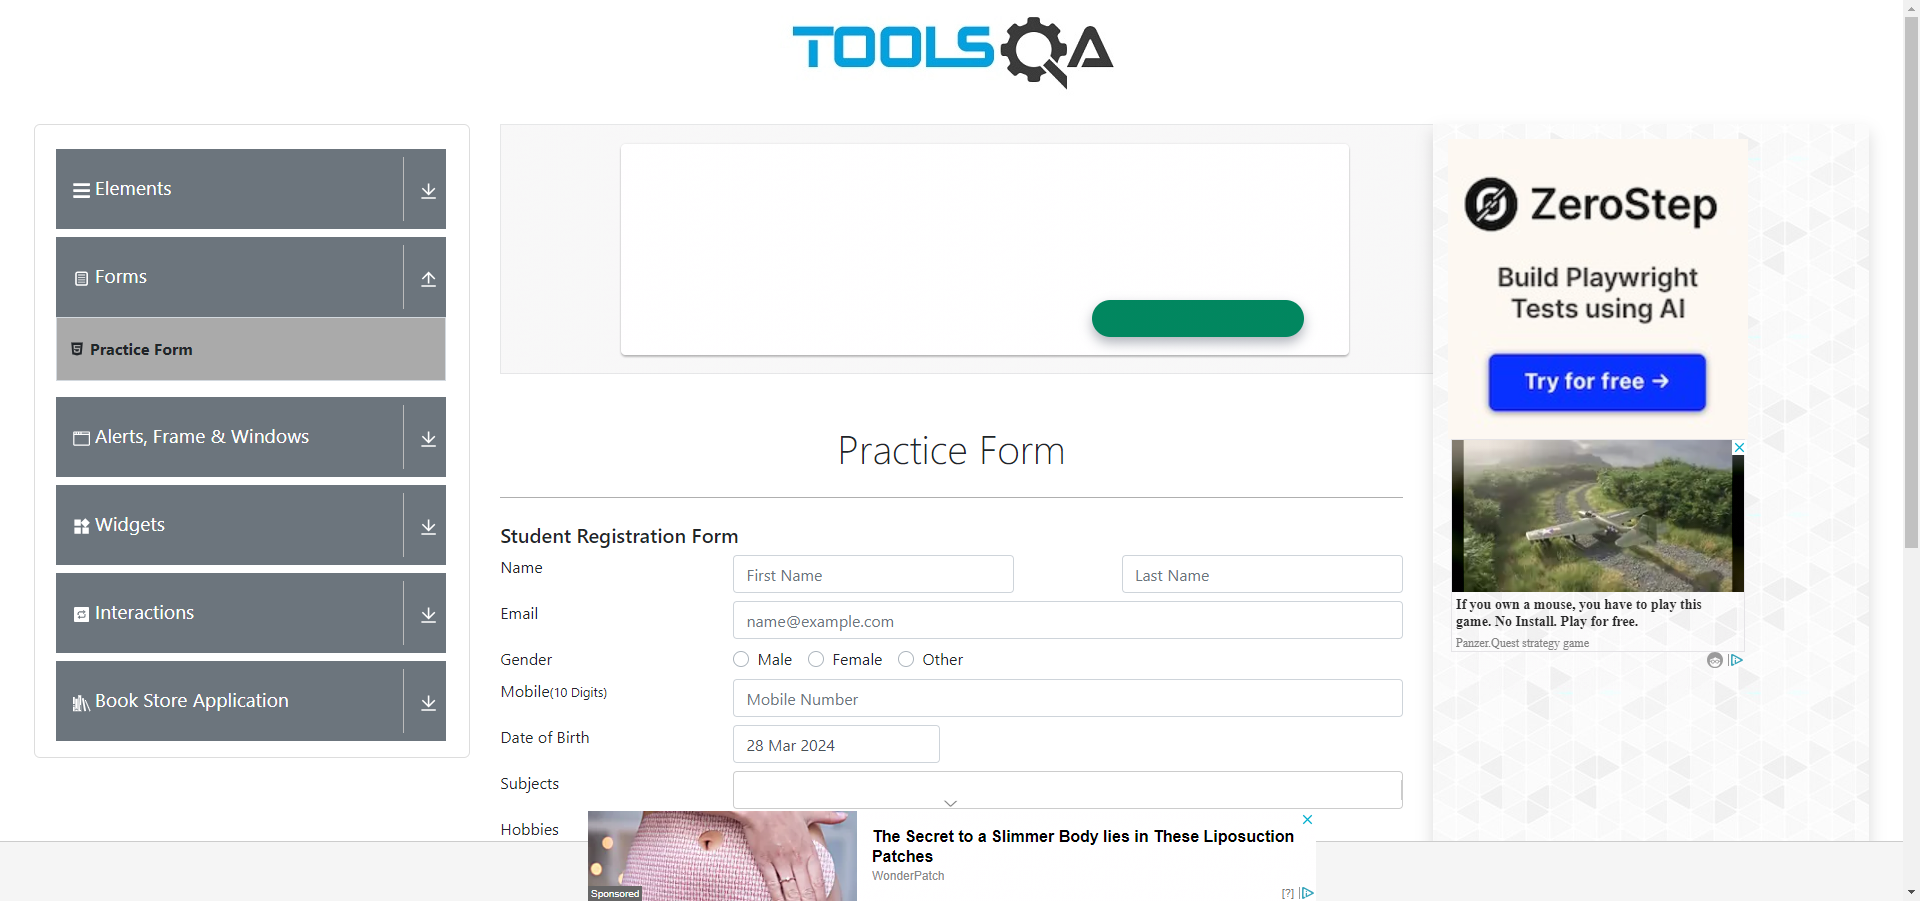 TOOLSQA
Elements
Forms
Practice Form
Alerts, Frame & Windows
Widgets
Interactions
Book Store Application
Practice Form
Student Registration Form
Name
First Name
Last Name
Email
name@example.com
Gender
Male
Female
Other
Mobile(10 Digits)
Mobile Number
Date of Birth
28 Mar 2024
Subjects
Hobbies
ZeroStep
Build Playwright
Tests using AI
Try for free →
If you own a mouse, you have to play this
game. No Install. Play for free.
Panzer.Quest strategy game
Sponsored
The Secret to a Slimmer Body lies in These Liposuction
Patches
WonderPatch
[?]